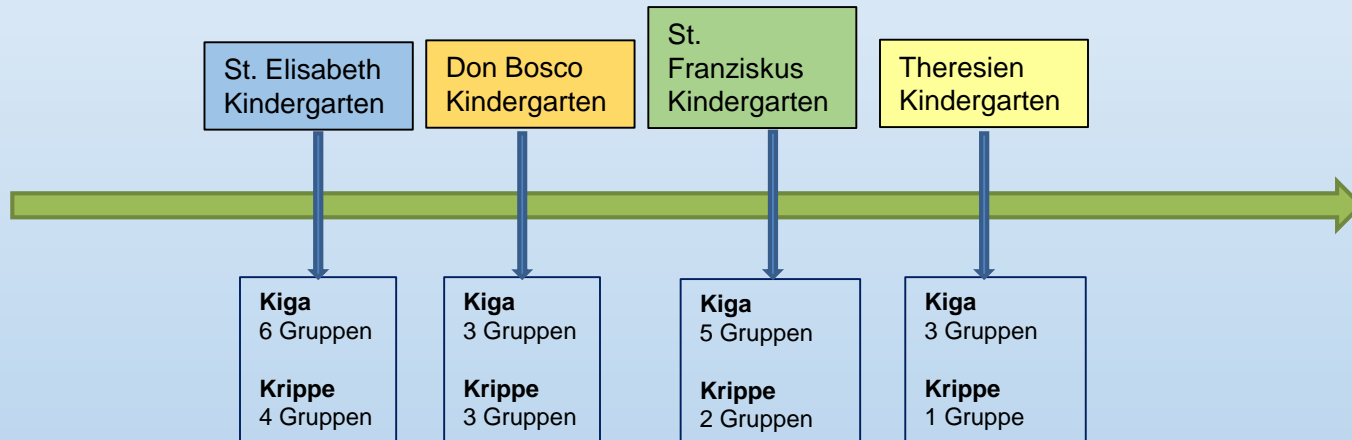 St. Elisabeth
Kindergarten
Don Bosco
Kindergarten
St.
Franziskus
Kindergarten
Theresien
Kindergarten
Kiga
6 Gruppen
Krippe
4 Gruppen
Kiga
3 Gruppen
Krippe
3 Gruppen
Kiga
5 Gruppen
Krippe
2 Gruppen
Kiga
3 Gruppen
Krippe
1 Gruppe